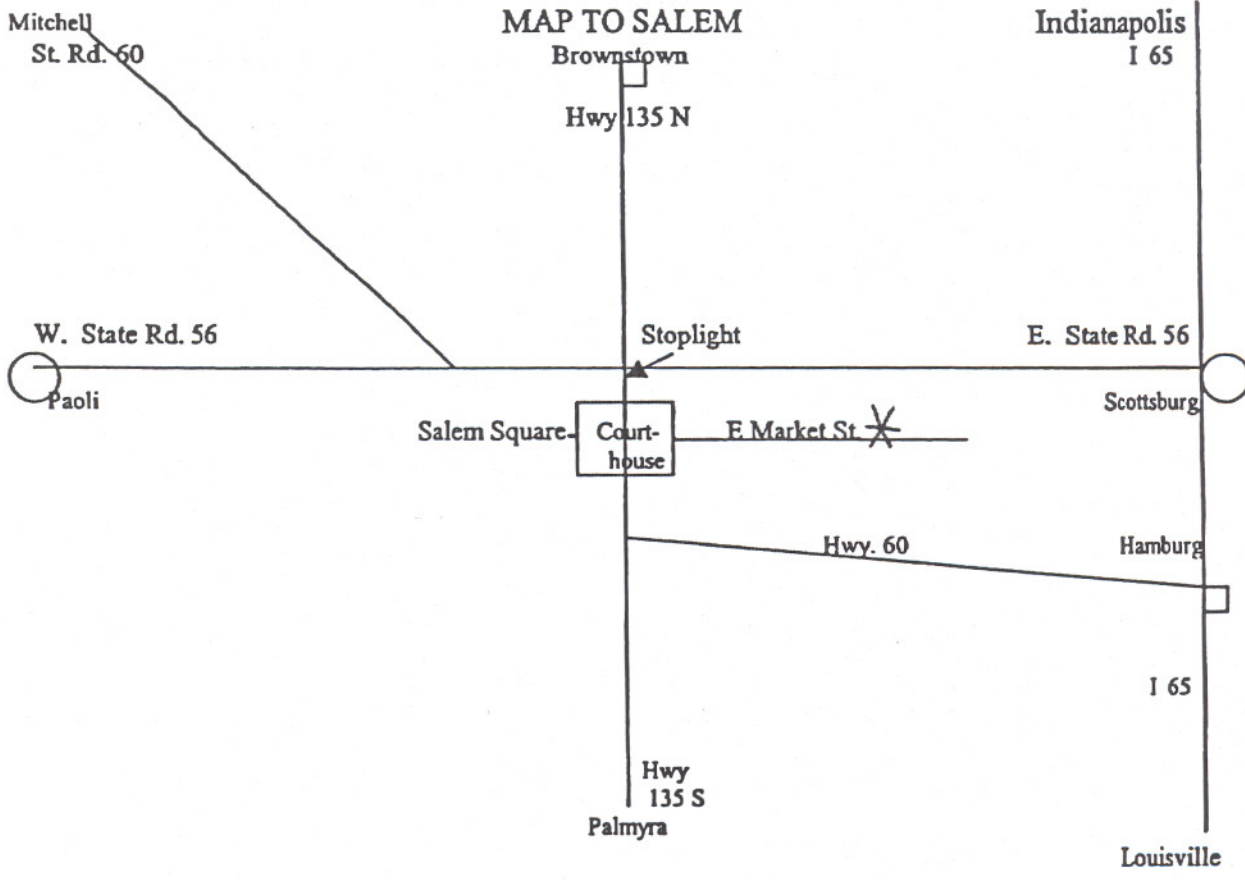 MAP TO SALEM
Mitchell
St. Rd. 60
Brownstown
Hwy 135 N
Indianapolis
I 65
W. State Rd. 56
Stoplight
E. State Rd. 56
Paoli
Scottsburg
Salem Square
Court-
house
E Market St.
Hwy. 60
Hamburg
I 65
Hwy
135 S
Palmyra
Louisville